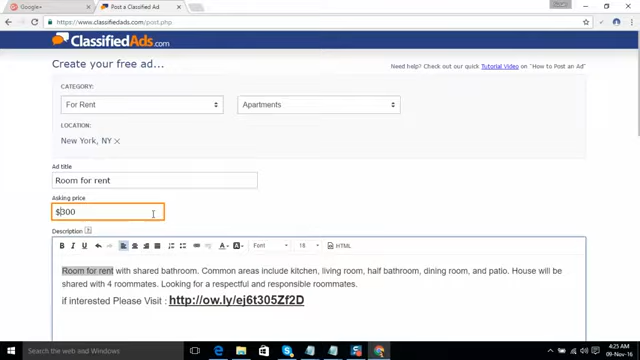 Google+
Post a Classified Ad
https://www.classifiedads.com/post.php
ClassifiedAds.com
Create your free ad...
Need help? Check out our quick Tutorial Video on "How to Post an Ad"
CATEGORY:
For Rent
Apartments
LOCATION:
New York, NY ×
Ad title
Room for rent
Asking price
$300
Description ?
B I U
Font
16
HTML
Room for rent with shared bathroom. Common areas include kitchen, living room, half bathroom, dining room, and patio. House will be
shared with 4 roommates. Looking for a respectful and responsible roommates.
if interested Please Visit : http://ow.ly/ej6t305Zf2D
Search Windows
4:25 AM
09-Nov-16